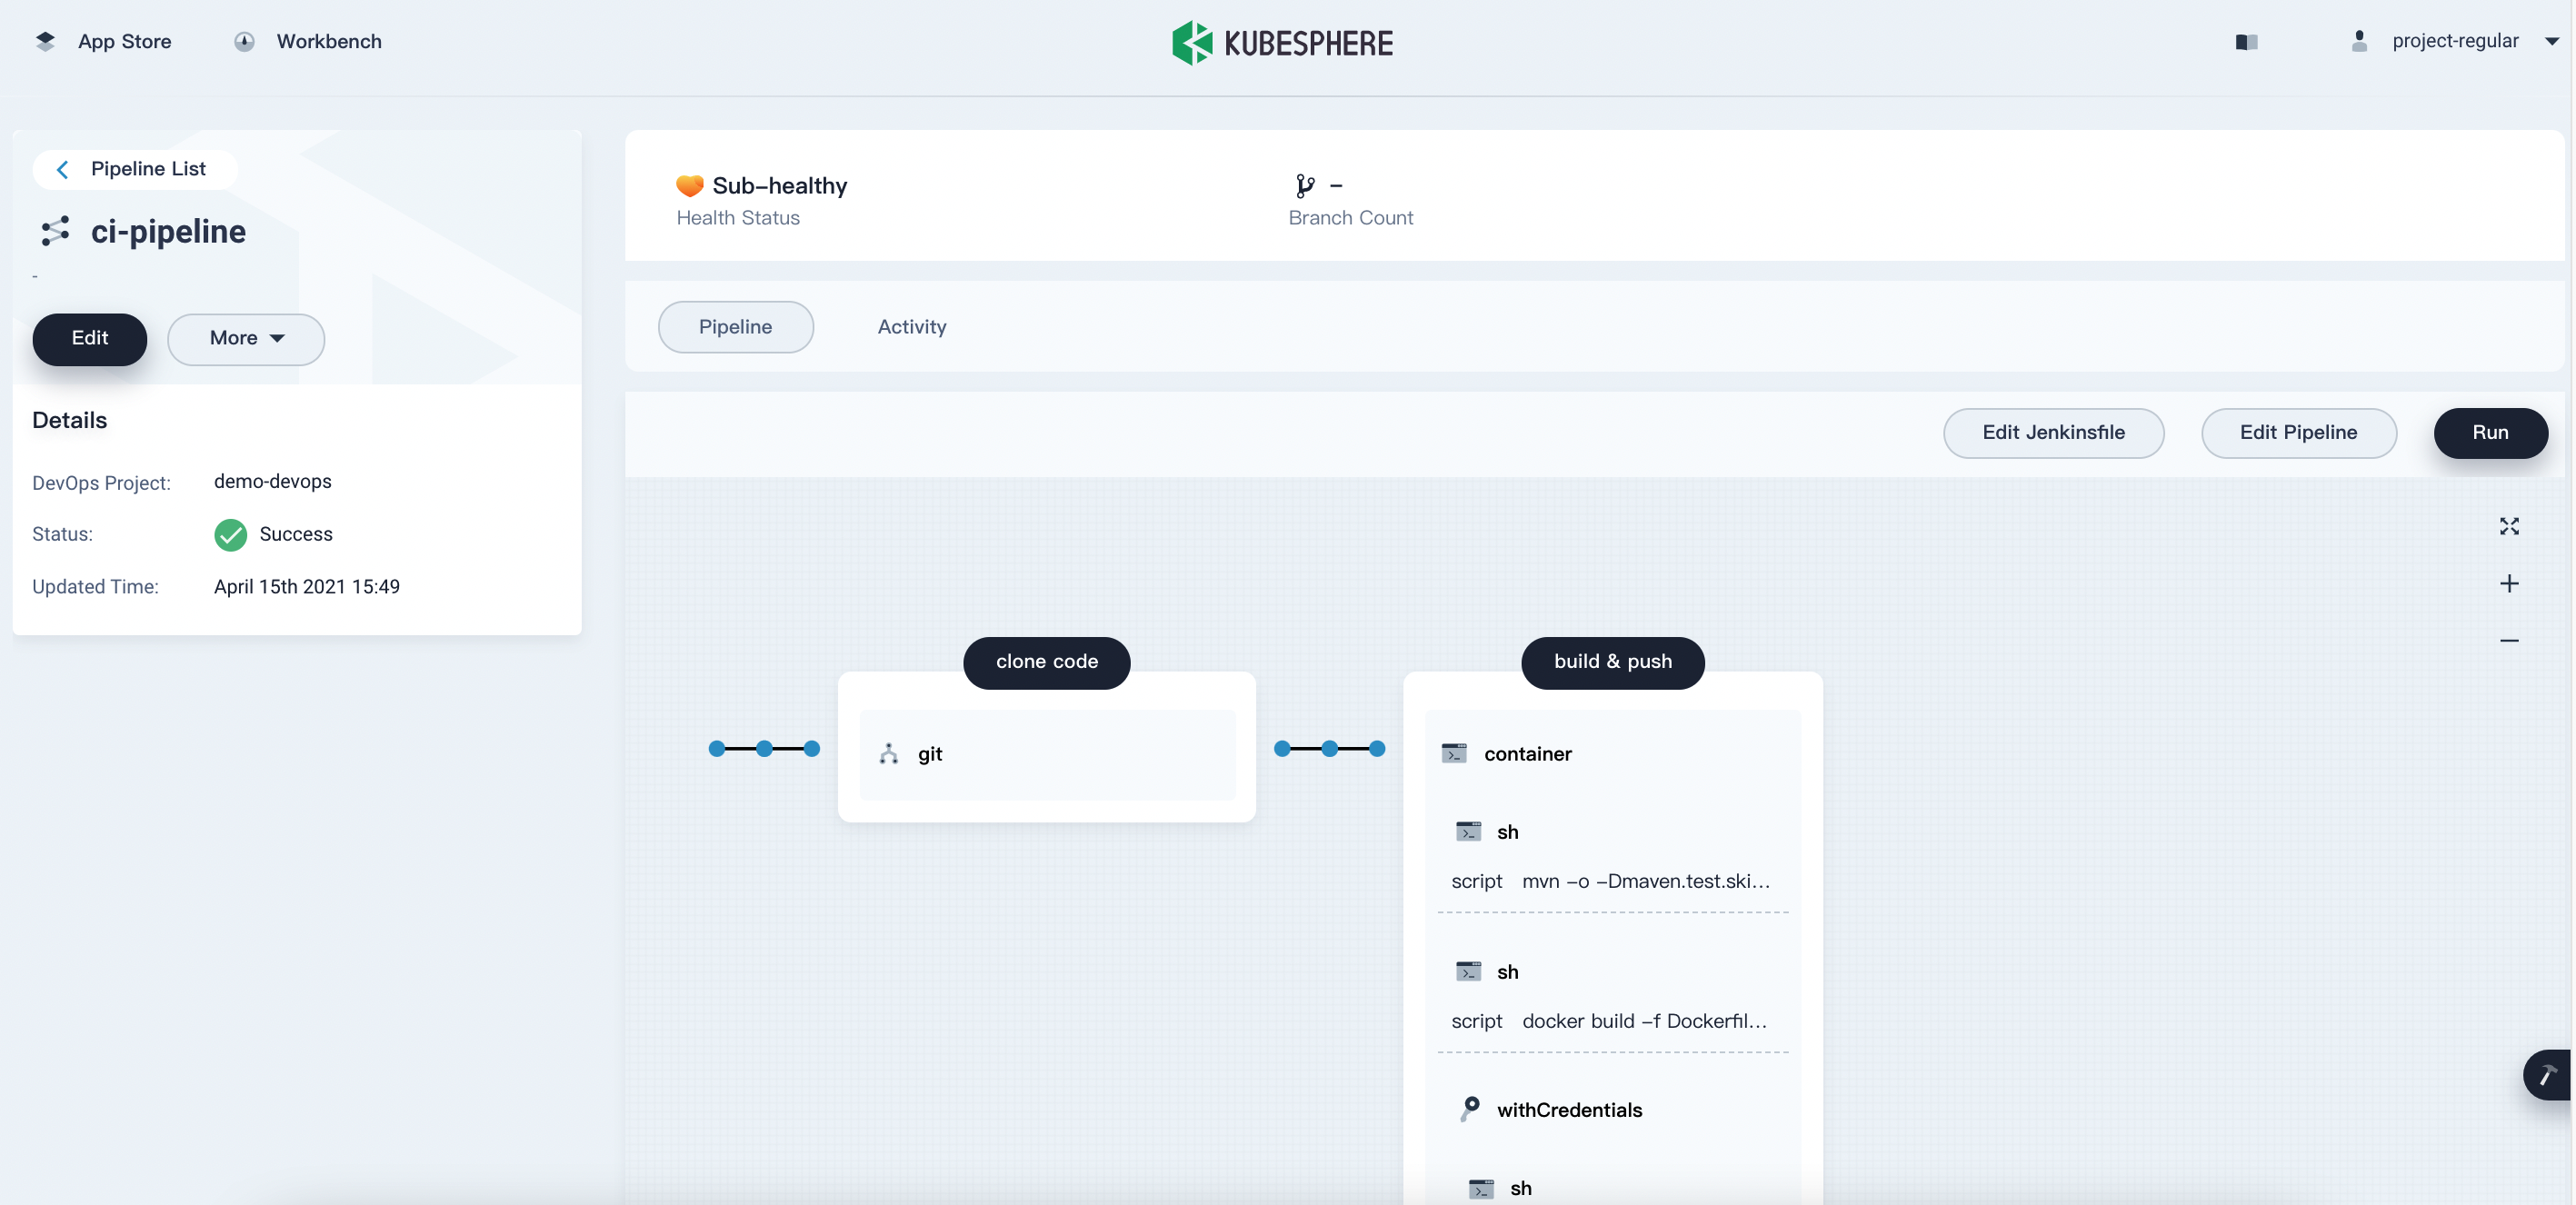 App Store
Workbench
KUBESPHERE
project-regular
Pipeline List
ci-pipeline
-
Edit
More
Details
DevOps Project: demo-devops
Status: Success
Updated Time: April 15th 2021 15:49
Sub-healthy
Health Status
-
Branch Count
Pipeline
Activity
Edit Jenkinsfile
Edit Pipeline
Run
clone code
git
build & push
container
sh
script mvn -o -Dmaven.test.ski...
sh
script docker build -f Dockerfil...
withCredentials
sh